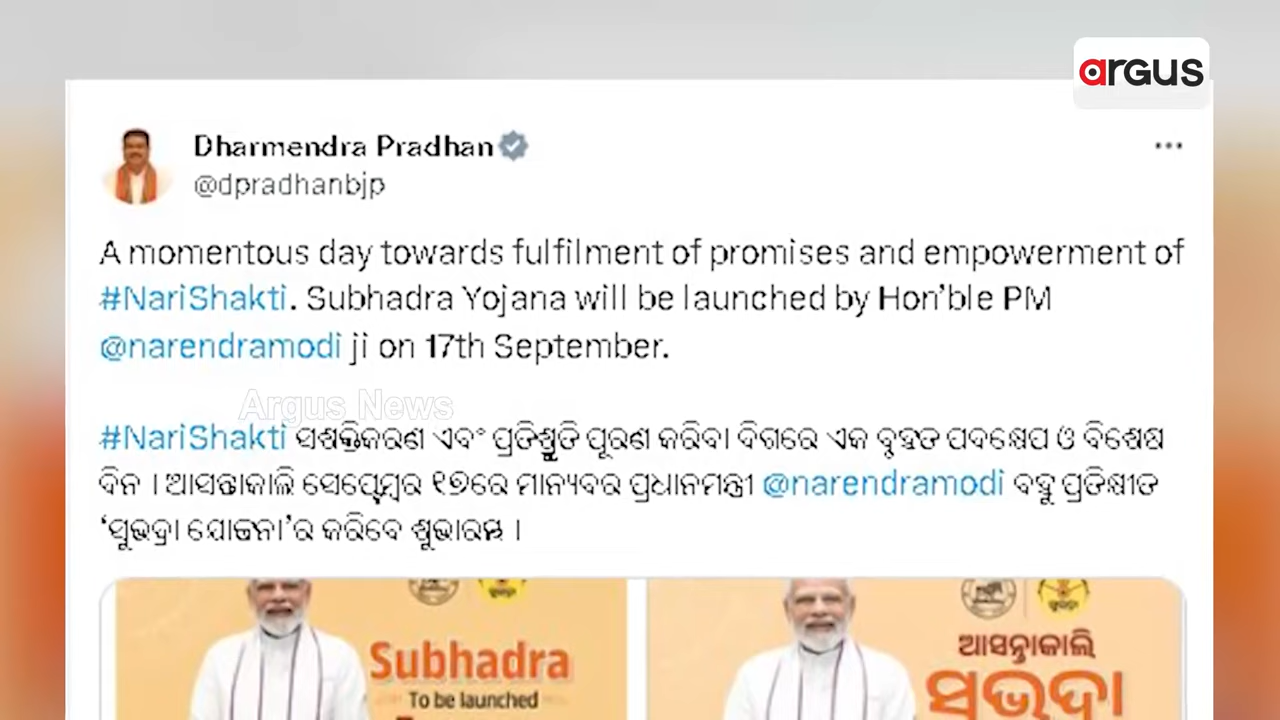 argus
Dharmendra Pradhan
@dpradhanbjp
A momentous day towards fulfilment of promises and empowerment of
#NariShakti. Subhadra Yojana will be launched by Hon'ble PM
@narendramodi ji on 17th September.
Argus News
#NariShakti ସଶକ୍ତିକରଣ ଏବଂ ପ୍ରତିଶ୍ରୁତି ପୂରଣ କରିବା ଦିଗରେ ଏକ ବୃହତ ପଦକ୍ଷେପ ଓ ବିଶେଷ
ଦିନ । ଆସନ୍ତାକାଲି ସେପ୍ଟେମ୍ବର ୧୭ରେ ମାନ୍ୟବର ପ୍ରଧାନମନ୍ତ୍ରୀ @narendramodi ବହୁ ପ୍ରତିକ୍ଷୀତ
‘ସୁଭଦ୍ରା ଯୋଜନା’ର କରିବେ ଶୁଭାରମ୍ଭ ।
Subhadra
To be launched
ଆସନ୍ତାକାଲି
ସୁଭଦ୍ରା